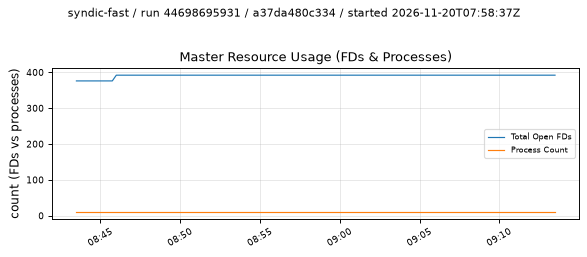 syndic-fast / run 44698695931 / a37da480c334 / started 2026-11-20T07:58:37Z
Master Resource Usage (FDs & Processes)
count (FDs vs processes)
400
300
200
100
0
Total Open FDs
Process Count
08:45
08:50
08:55
09:00
09:05
09:10